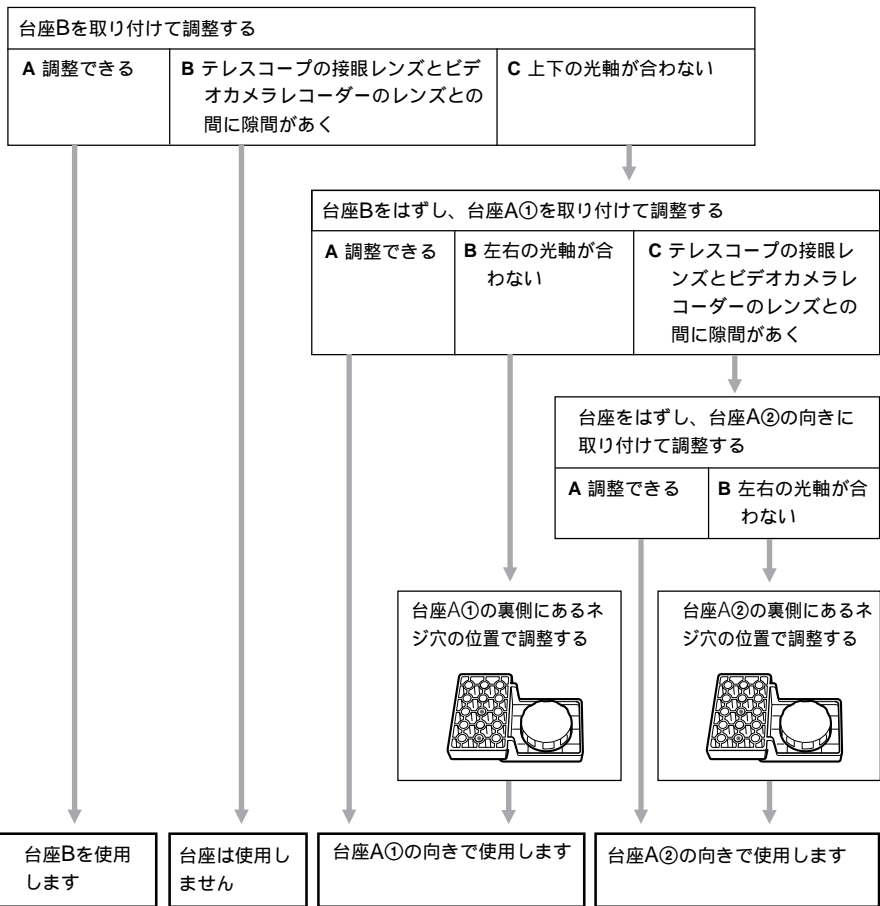 台座Bを取り付けて調整する
A 調整できる
B テレスコープの接眼レンズとビデ
オカメラレコーダーのレンズとの
間に隙間があく
C 上下の光軸が合わない
台座Bをはずし、台座A①を取り付けて調整する
A 調整できる
B 左右の光軸が合
わない
C テレスコープの接眼レ
ンズとビデオカメラレ
コーダーのレンズとの
間に隙間があく
台座をはずし、台座A②の向きに
取り付けて調整する
A 調整できる
B 左右の光軸が合
わない
台座A①の裏側にあるネ
ジ穴の位置で調整する
台座A②の裏側にあるネ
ジ穴の位置で調整する
台座Bを使用
します
台座は使用し
ません
台座A①の向きで使用します
台座A②の向きで使用します